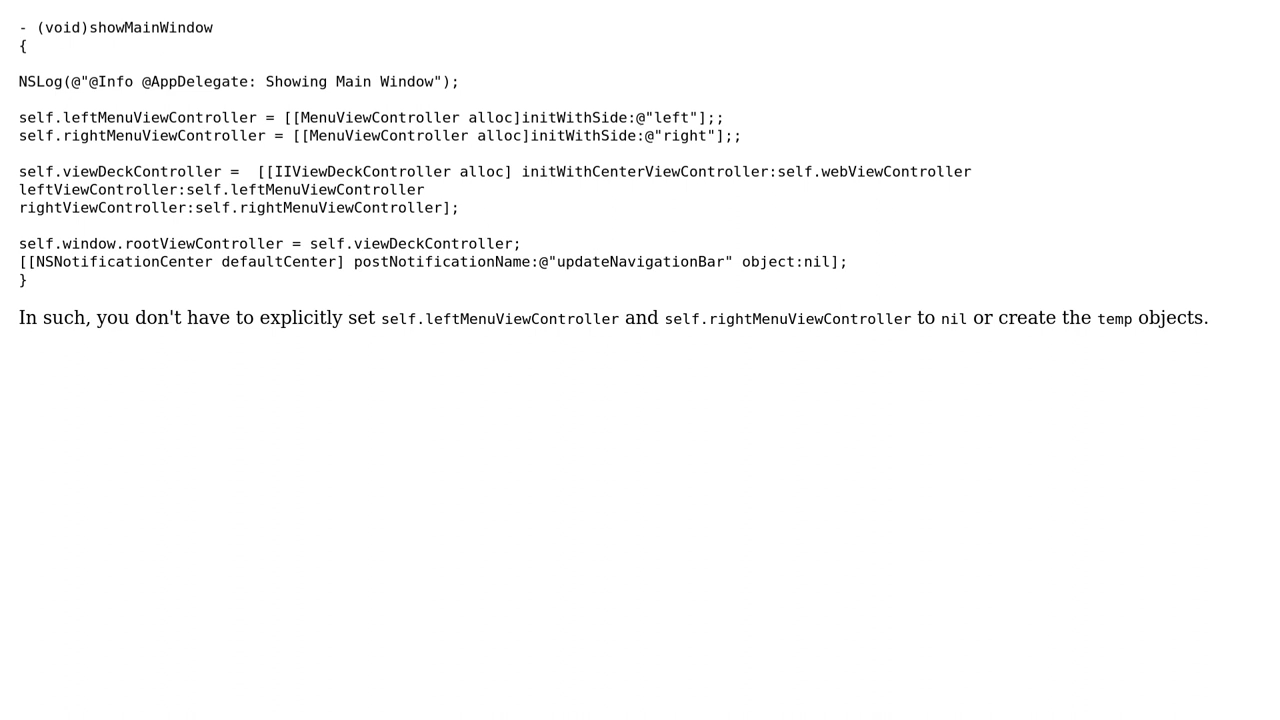 - (void)showMainWindow
{
NSLog(@"@Info @AppDelegate: Showing Main Window");
self.leftMenuViewController = [[MenuViewController alloc]initWithSide:@"left"];;
self.rightMenuViewController = [[MenuViewController alloc]initWithSide:@"right"];;
self.viewDeckController =  [[IIViewDeckController alloc] initWithCenterViewController:self.webViewController
leftViewController:self.leftMenuViewController
rightViewController:self.rightMenuViewController];
self.window.rootViewController = self.viewDeckController;
[[NSNotificationCenter defaultCenter] postNotificationName:@"updateNavigationBar" object:nil];
}
In such, you don't have to explicitly set self.leftMenuViewController and self.rightMenuViewController to nil or create the temp objects.